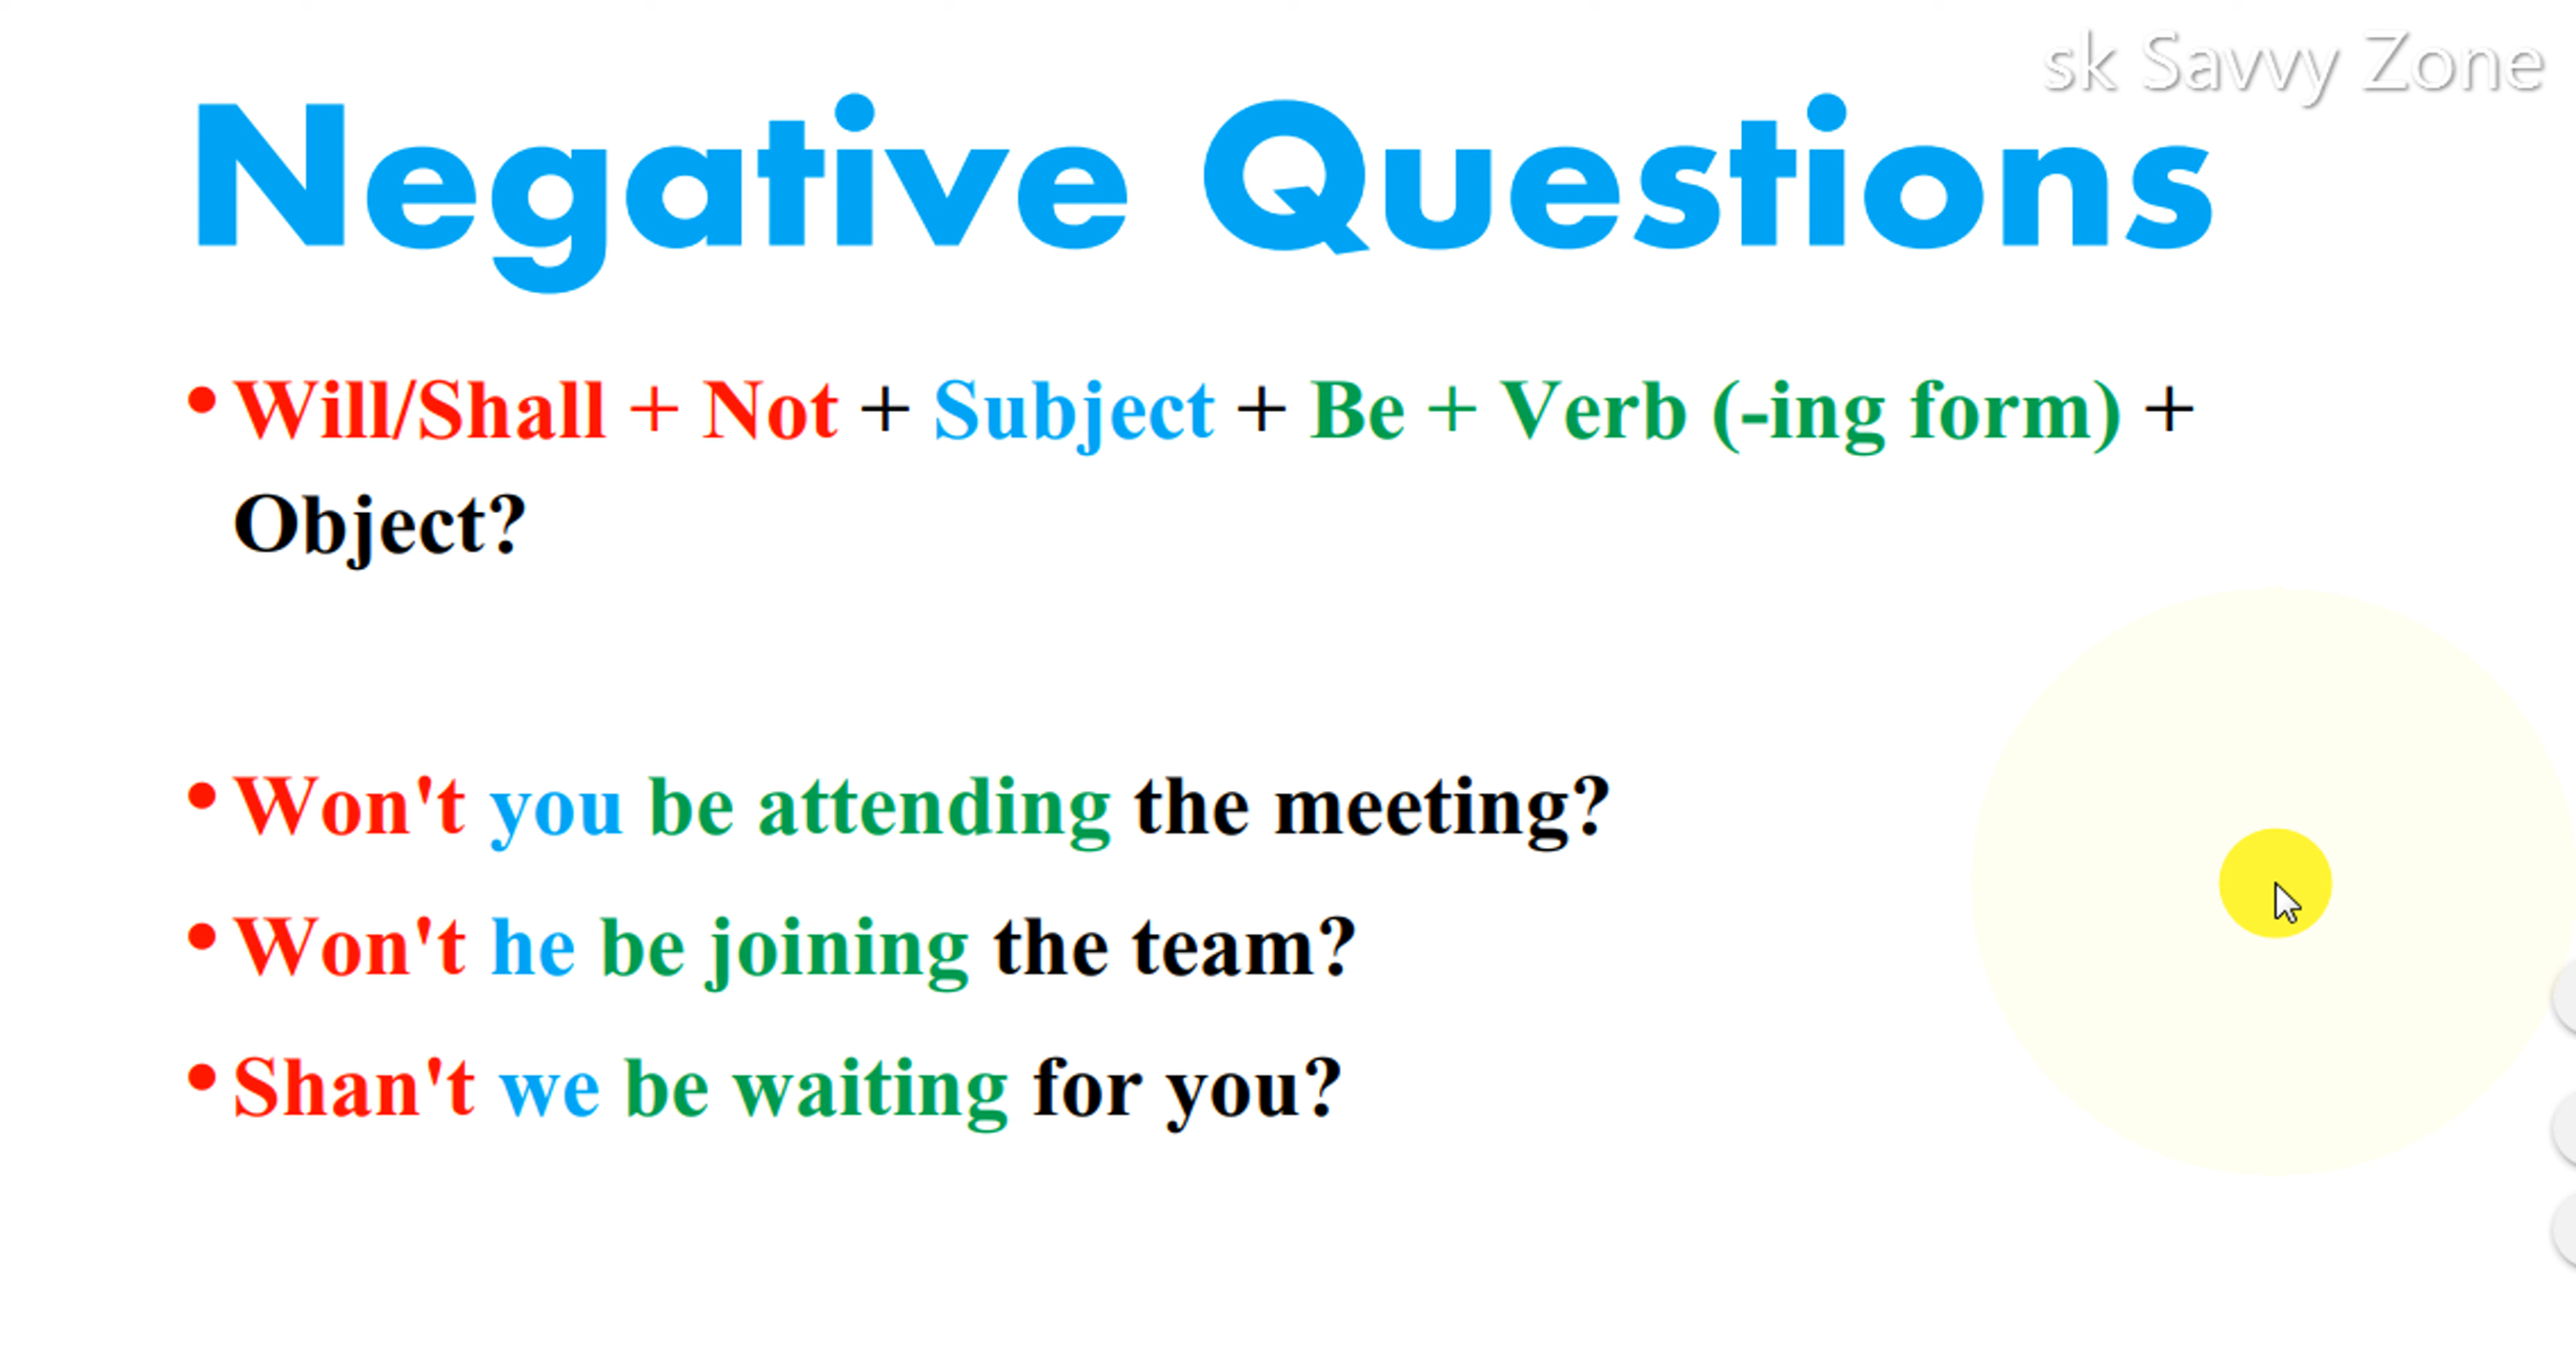 sk Savvy Zone
Negative Questions
• Will/Shall + Not + Subject + Be + Verb (-ing form) +
Object?
• Won't you be attending the meeting?
• Won't he be joining the team?
• Shan't we be waiting for you?